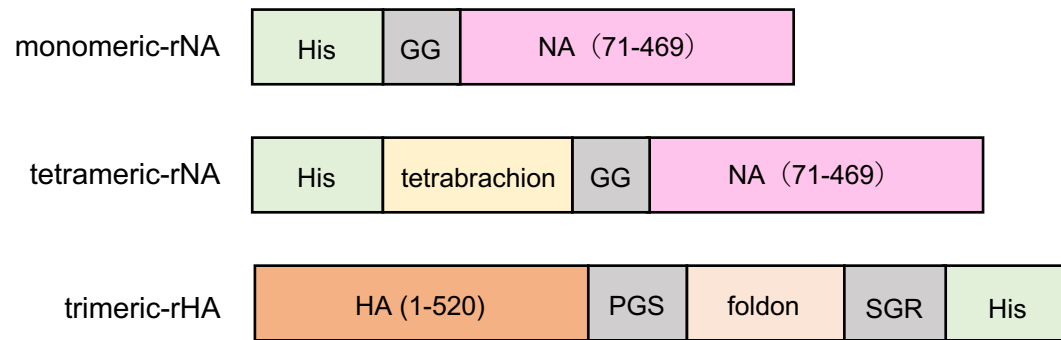 monomeric-rNA His GG NA（71-469）
tetrameric-rNA His tetrabrachion GG NA（71-469）
trimeric-rHA HA (1-520) PGS foldon SGR His